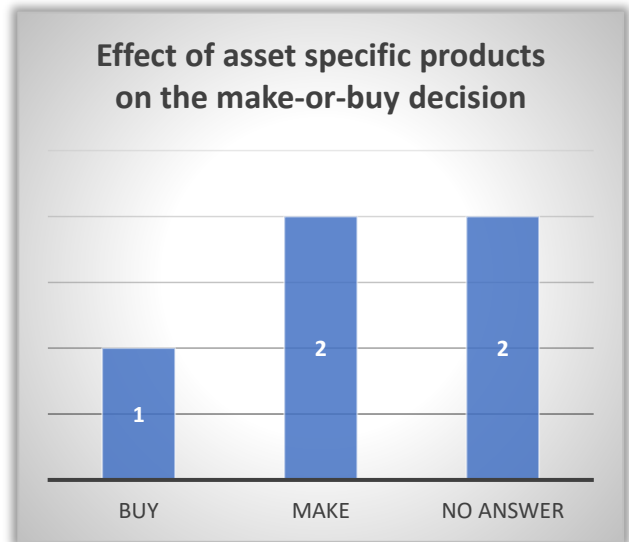 Effect of asset specific products
on the make-or-buy decision
1
2
2
BUY
MAKE
NO ANSWER